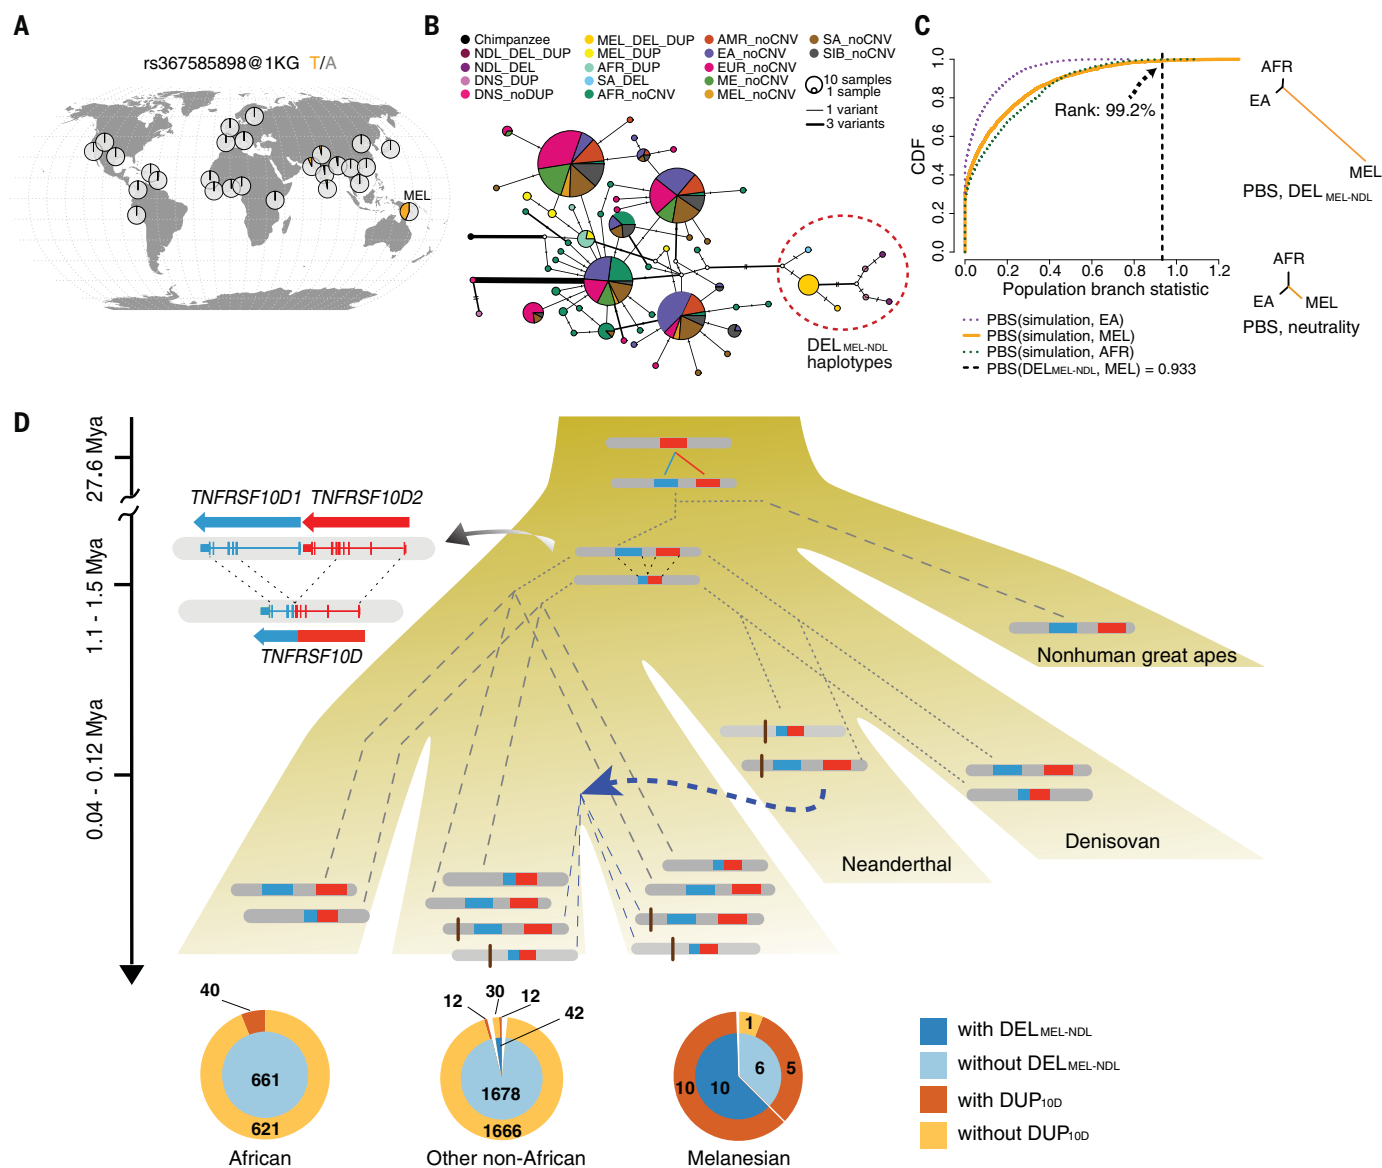 A
rs367585898@1KG T/A
MEL
B
Chimpanzee
NDL_DEL_DUP
NDL_DEL
DNS_DUP
DNS_noDUP
MEL_DEL_DUP
MEL_DUP
AFR_DUP
SA_DEL
AFR_noCNV
AMR_noCNV
EA_noCNV
EUR_noCNV
ME_noCNV
MEL_noCNV
SA_noCNV
SIB_noCNV
10 samples
1 sample
1 variant
3 variants
DELMEL-NDL
haplotypes
C
CDF
0.0 0.2 0.4 0.6 0.8 1.0
Rank: 99.2%
0.0 0.2 0.4 0.6 0.8 1.0 1.2
Population branch statistic
PBS(simulation, EA)
PBS(simulation, MEL)
PBS(simulation, AFR)
PBS(DELMEL-NDL, MEL) = 0.933
AFR
EA
MEL
PBS, DELMEL-NDL
AFR
EA
MEL
PBS, neutrality
D
27.6 Mya
1.1 - 1.5 Mya
0.04 - 0.12 Mya
TNFRSF10D1 TNFRSF10D2
TNFRSF10D
Nonhuman great apes
Denisovan
Neanderthal
40
661
621
African
12
30
12
42
1678
1666
Other non-African
1
6
5
10
10
Melanesian
with DELMEL-NDL
without DELMEL-NDL
with DUP10D
without DUP10D